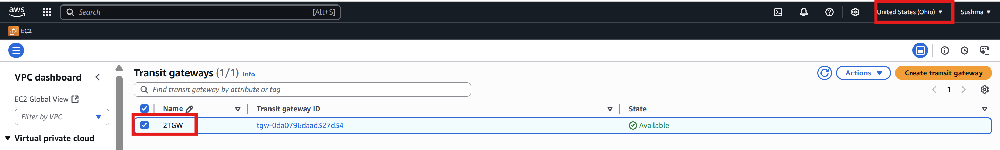 aws
Search [Alt+S]
United States (Ohio)
Sushma
EC2
VPC dashboard
EC2 Global View
Filter by VPC
Virtual private cloud
Transit gateways (1/1) info
Actions
Create transit gateway
Find transit gateway by attribute or tag
1
Name Transit gateway ID State
2TGW tgw-0da0796daad327d34 Available